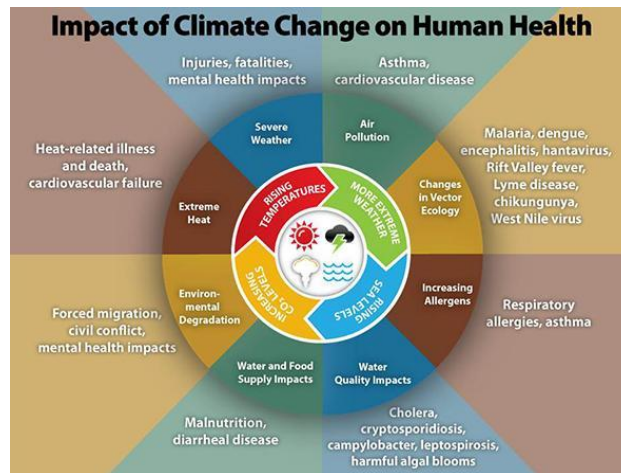 Impact of Climate Change on Human Health
Injuries, fatalities,
mental health impacts
Asthma,
cardiovascular disease
Severe
Weather
Air
Pollution
Heat-related illness
and death,
cardiovascular failure
Malaria, dengue,
encephalitis, hantavirus,
Rift Valley fever,
Lyme disease,
chikungunya,
West Nile virus
Extreme
Heat
RISING
TEMPERATURES
MORE EXTREME
WEATHER
Changes
in Vector
Ecology
Environ-
mental
Degradation
INCREASING
CO2 LEVELS
RISING
SEA LEVELS
Increasing
Allergens
Forced migration,
civil conflict,
mental health impacts
Respiratory
allergies, asthma
Water and Food
Supply Impacts
Water
Quality Impacts
Malnutrition,
diarrheal disease
Cholera,
cryptosporidiosis,
campylobacter, leptospirosis,
harmful algal blooms